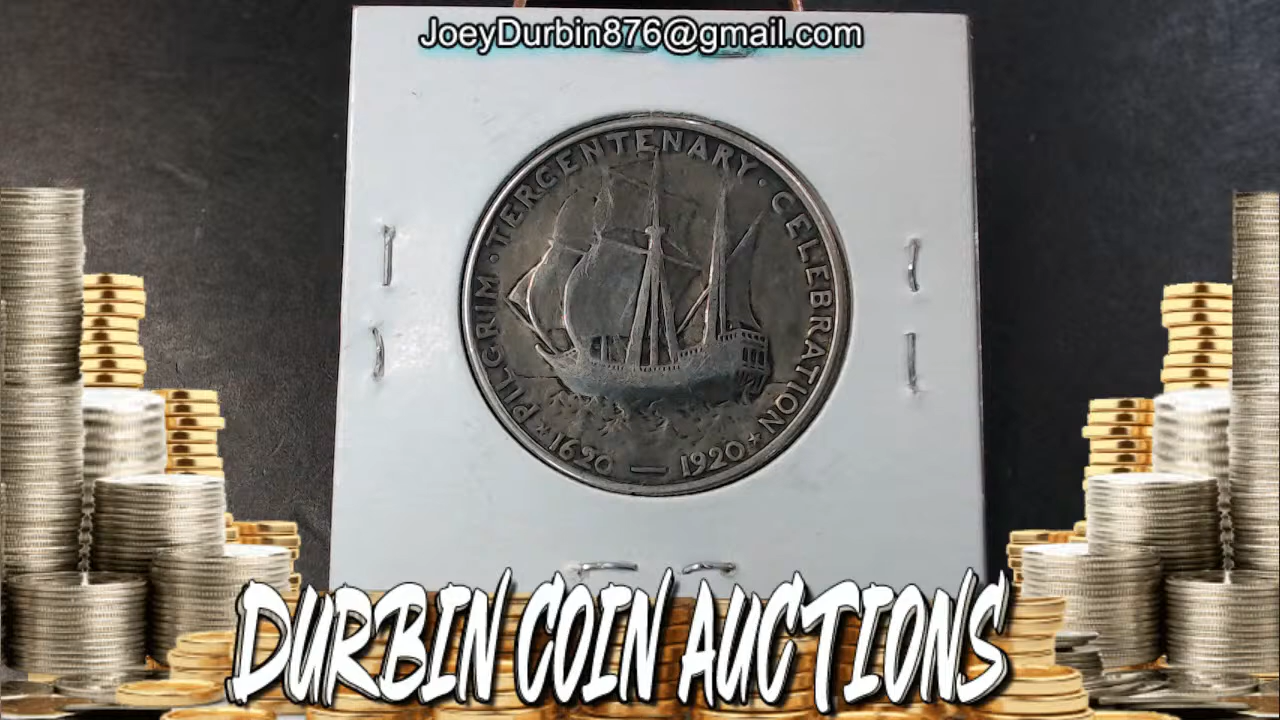 JoeyDurbin876@gmail.com
PILGRIM · TERCENTENARY · CELEBRATION
★ 1620 — 1920 ★
DURBIN COIN AUCTIONS